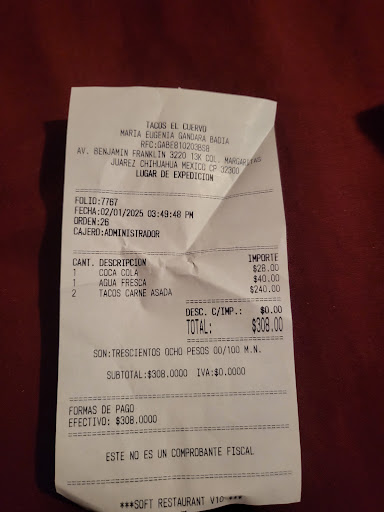 TACOS EL CUERVO
MARIA EUGENIA GANDARA BADIA
RFC:GABE810203BG8
AV. BENJAMIN FRANKLIN 3220 13K COL. MARGARITAS
JUAREZ CHIHUAHUA MEXICO CP 32300
LUGAR DE EXPEDICION
FOLIO:7767
FECHA:02/01/2025 03:49:48 PM
ORDEN:26
CAJERO:ADMINISTRADOR
CANT. DESCRIPCION IMPORTE
1 COCA COLA $28.00
1 AGUA FRESCA $40.00
2 TACOS CARNE ASADA $240.00
DESC. C/IMP.: $0.00
TOTAL: $308.00
SON:TRESCIENTOS OCHO PESOS 00/100 M.N.
SUBTOTAL:$308.0000 IVA:$0.0000
FORMAS DE PAGO
EFECTIVO: $308.0000
ESTE NO ES UN COMPROBANTE FISCAL
***SOFT RESTAURANT V10 ***